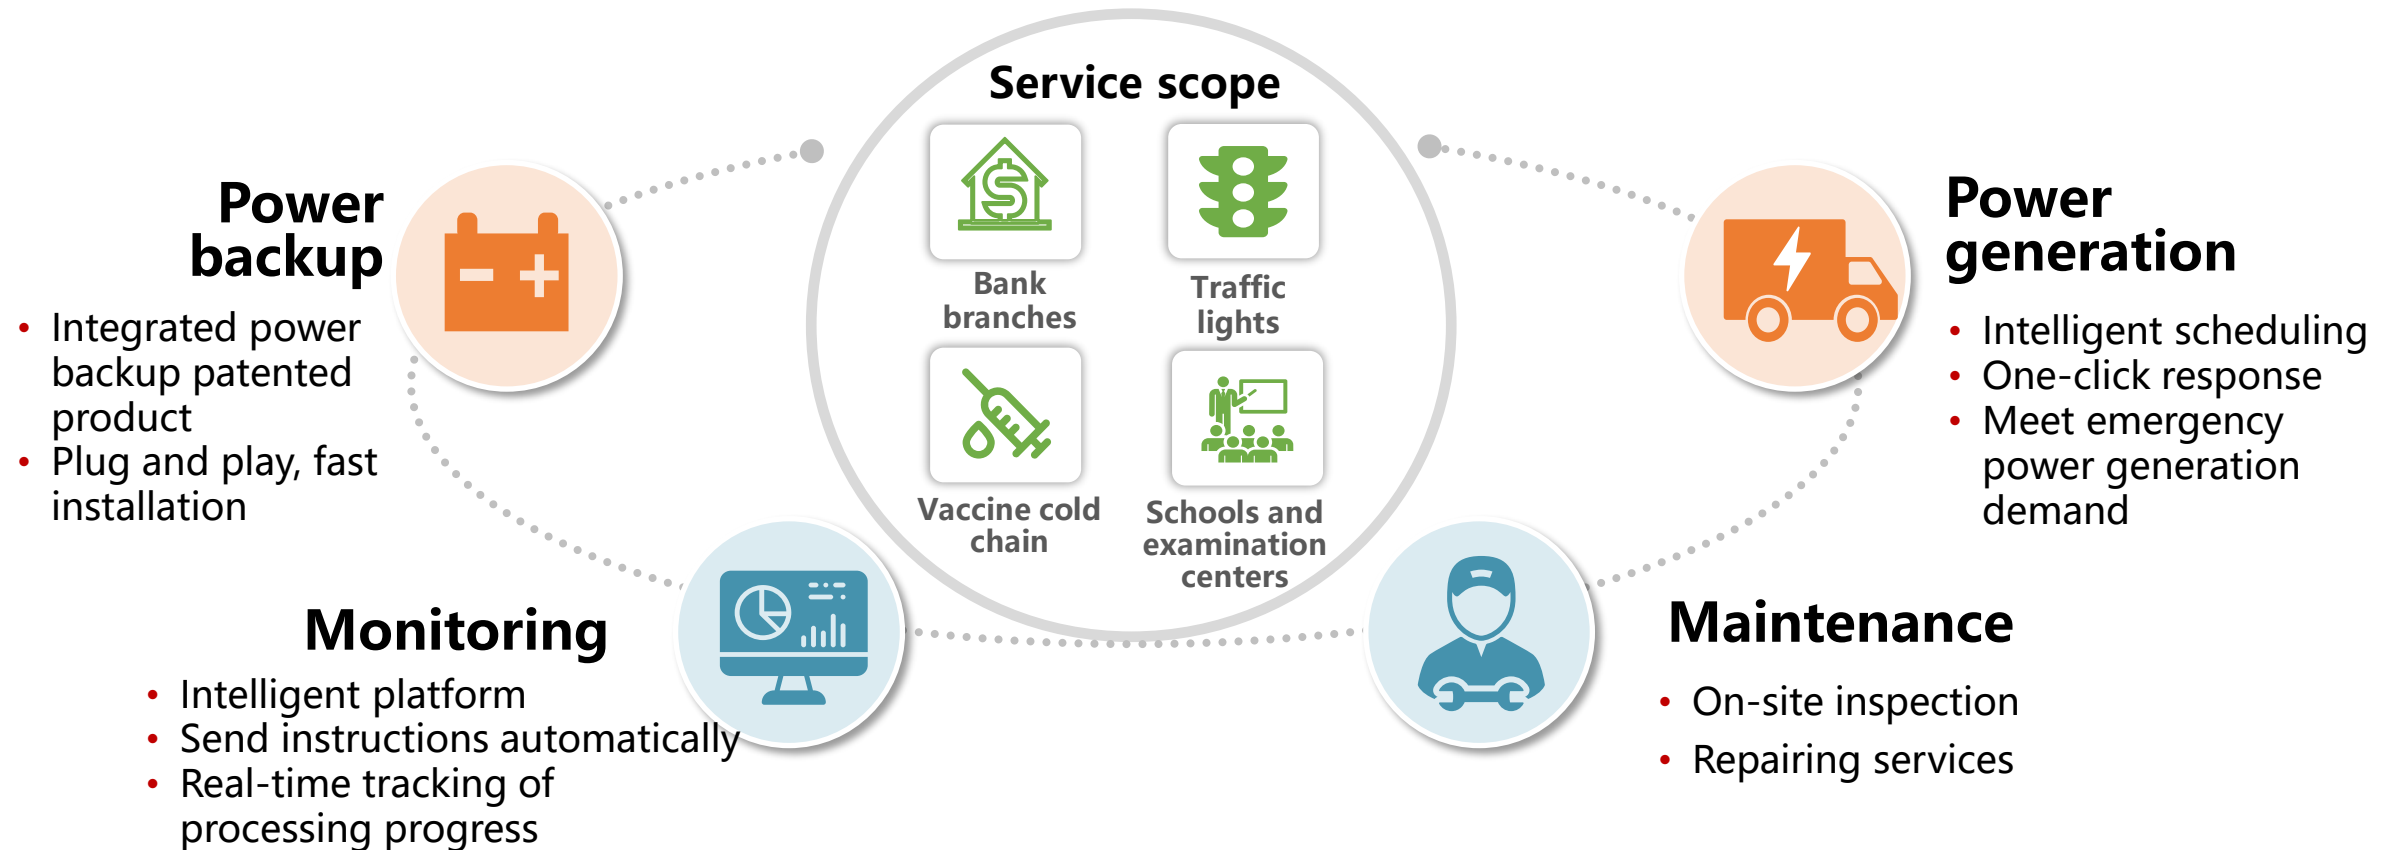 Service scope
Bank
branches
Traffic
lights
Vaccine cold
chain
Schools and
examination
centers
Power
backup
• Integrated power
backup patented
product
• Plug and play, fast
installation
Monitoring
• Intelligent platform
• Send instructions automatically
• Real-time tracking of
processing progress
Power
generation
• Intelligent scheduling
• One-click response
• Meet emergency
power generation
demand
Maintenance
• On-site inspection
• Repairing services